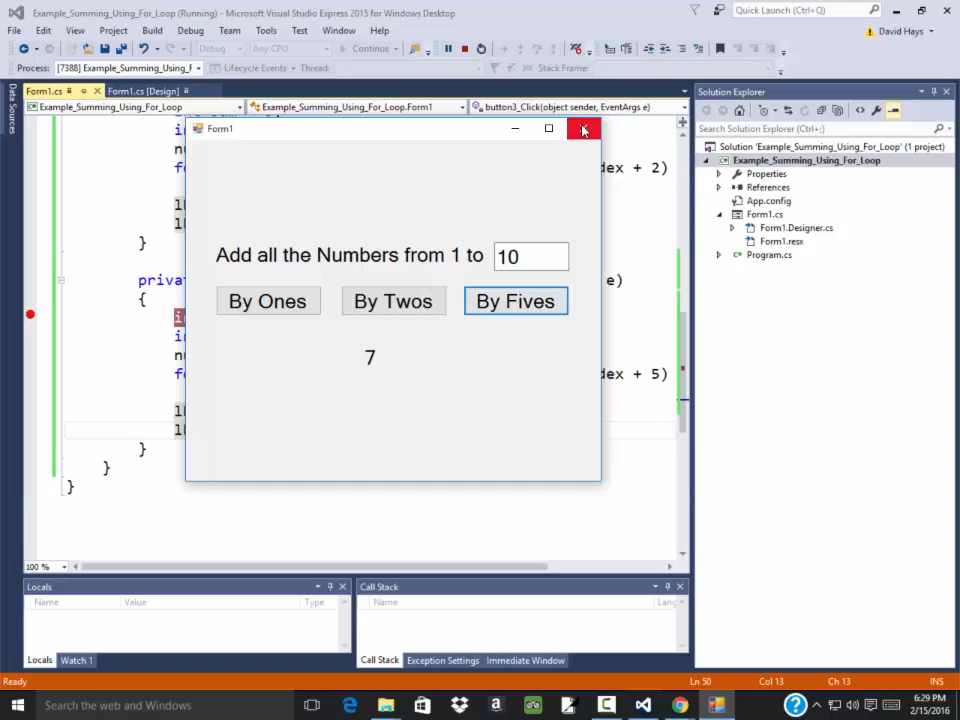 Example_Summing_Using_For_Loop (Running) - Microsoft Visual Studio Express 2015 for Windows Desktop
Quick Launch (Ctrl+Q)
File Edit View Project Build Debug Team Tools Test Window Help
David Hays
Debug Any CPU Continue
Process: [7388] Example_Summing_Using_F Lifecycle Events Thread: Stack Frame:
Data Sources
Form1.cs Form1.cs [Design]
Example_Summing_Using_For_Loop Example_Summing_Using_For_Loop.Form1 button3_Click(object sender, EventArgs e)
Form1
dex + 2)
}
priva e)
{
dex + 5)
}
}
}
Add all the Numbers from 1 to 10
By Ones By Twos By Fives
7
Solution Explorer
Search Solution Explorer (Ctrl+;)
Solution 'Example_Summing_Using_For_Loop' (1 project)
Example_Summing_Using_For_Loop
Properties
References
App.config
Form1.cs
Form1.Designer.cs
Form1.resx
Program.cs
100 %
Locals
Name Value Type
Locals Watch 1
Call Stack
Name Lang
Call Stack Exception Settings Immediate Window
Ready Ln 50 Col 13 Ch 13 INS
Search the web and Windows
6:29 PM
2/15/2016